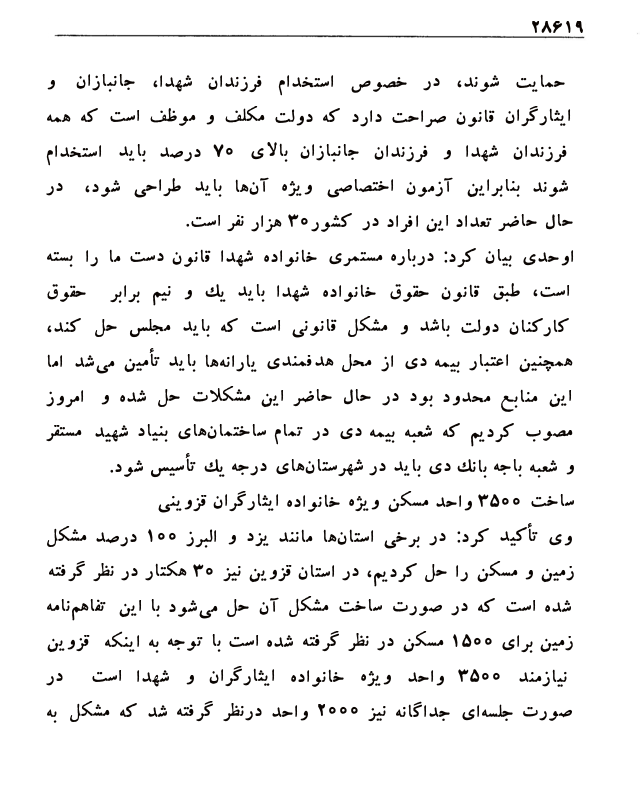 ۲۸۶۱۹
حمایت شوند، در خصوص استخدام فرزندان شهدا، جانبازان و
ایثارگران قانون صراحت دارد که دولت مکلف و موظف است که همه
فرزندان شهدا و فرزندان جانبازان بالای ۷۰ درصد باید استخدام
شوند بنابراین آزمون اختصاصی ویژه آن‌ها باید طراحی شود، در
حال حاضر تعداد این افراد در کشور۳۰ هزار نفر است.
اوحدی بیان کرد: درباره مستمری خانواده شهدا قانون دست ما را بسته
است، طبق قانون حقوق خانواده شهدا باید یك و نیم برابر حقوق
کارکنان دولت باشد و مشکل قانونی است که باید مجلس حل کند،
همچنین اعتبار بیمه دی از محل هدفمندی یارانه‌ها باید تأمین می‌شد اما
این منابع محدود بود در حال حاضر این مشکلات حل شده و امروز
مصوب کردیم که شعبه بیمه دی در تمام ساختمان‌های بنیاد شهید مستقر
و شعبه باجه بانك دی باید در شهرستان‌های درجه یك تأسیس شود.
ساخت ۳۵۰۰ واحد مسکن ویژه خانواده ایثارگران قزوینی
وی تأکید کرد: در برخی استان‌ها مانند یزد و البرز ۱۰۰ درصد مشکل
زمین و مسکن را حل کردیم، در استان قزوین نیز ۳۰ هکتار در نظر گرفته
شده است که در صورت ساخت مشکل آن حل می‌شود با این تفاهم‌نامه
زمین برای ۱۵۰۰ مسکن در نظر گرفته شده است با توجه به اینکه قزوین
نیازمند ۳۵۰۰ واحد ویژه خانواده ایثارگران و شهدا است در
صورت جلسه‌ای جداگانه نیز ۲۰۰۰ واحد درنظر گرفته شد که مشکل به